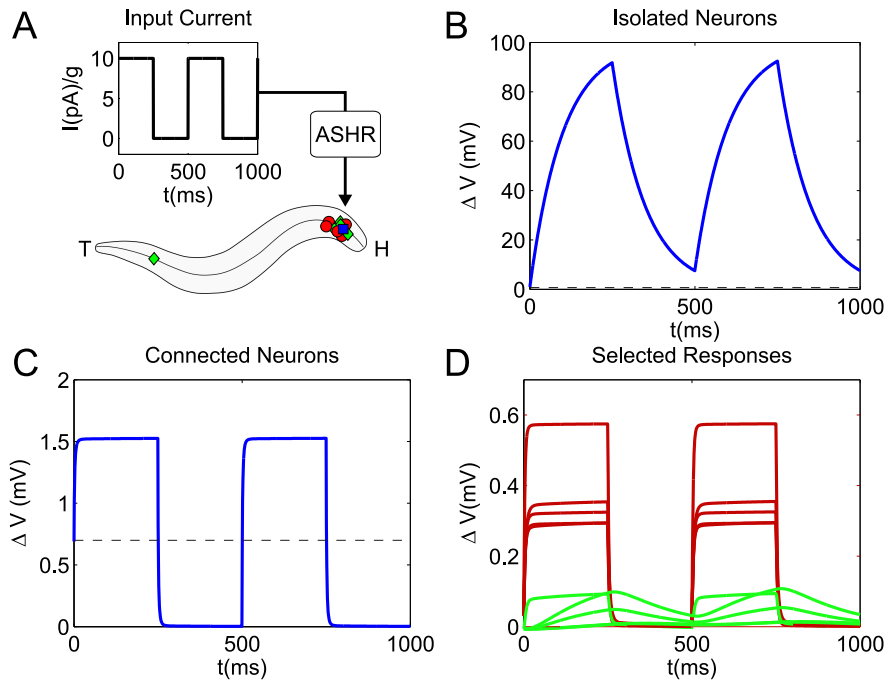 A
Input Current
I(pA)/g
10
5
0
0
500
1000
t(ms)
ASHR
T
H
B
Isolated Neurons
Δ V (mV)
100
80
60
40
20
0
0
500
1000
t(ms)
C
Connected Neurons
Δ V (mV)
2
1.5
1
0.5
0
0
500
1000
t(ms)
D
Selected Responses
Δ V(mV)
0.6
0.4
0.2
0
0
500
1000
t(ms)